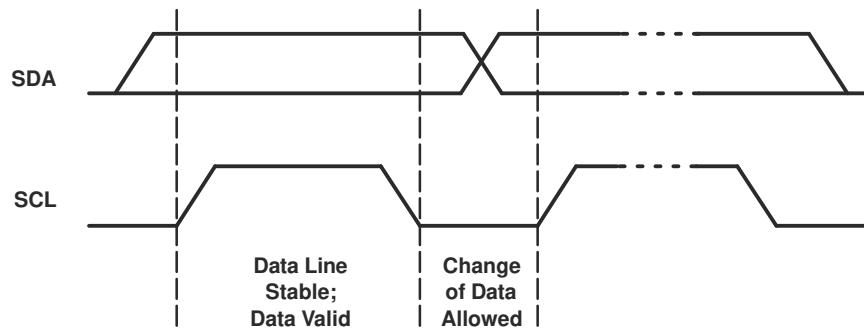 SDA
SCL
Data Line
Stable;
Data Valid
Change
of Data
Allowed